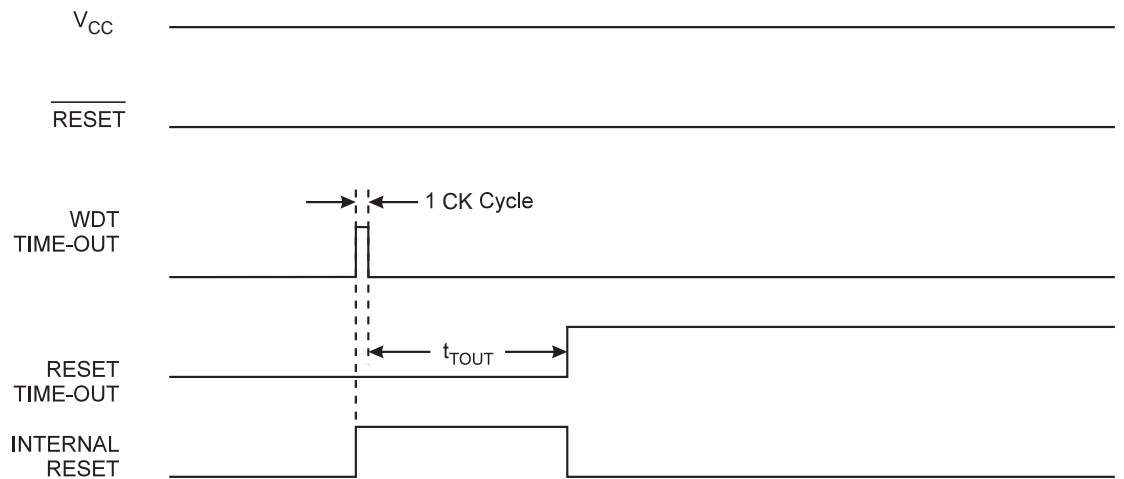 VCC
RESET
1 CK Cycle
WDT
TIME-OUT
tTOUT
RESET
TIME-OUT
INTERNAL
RESET